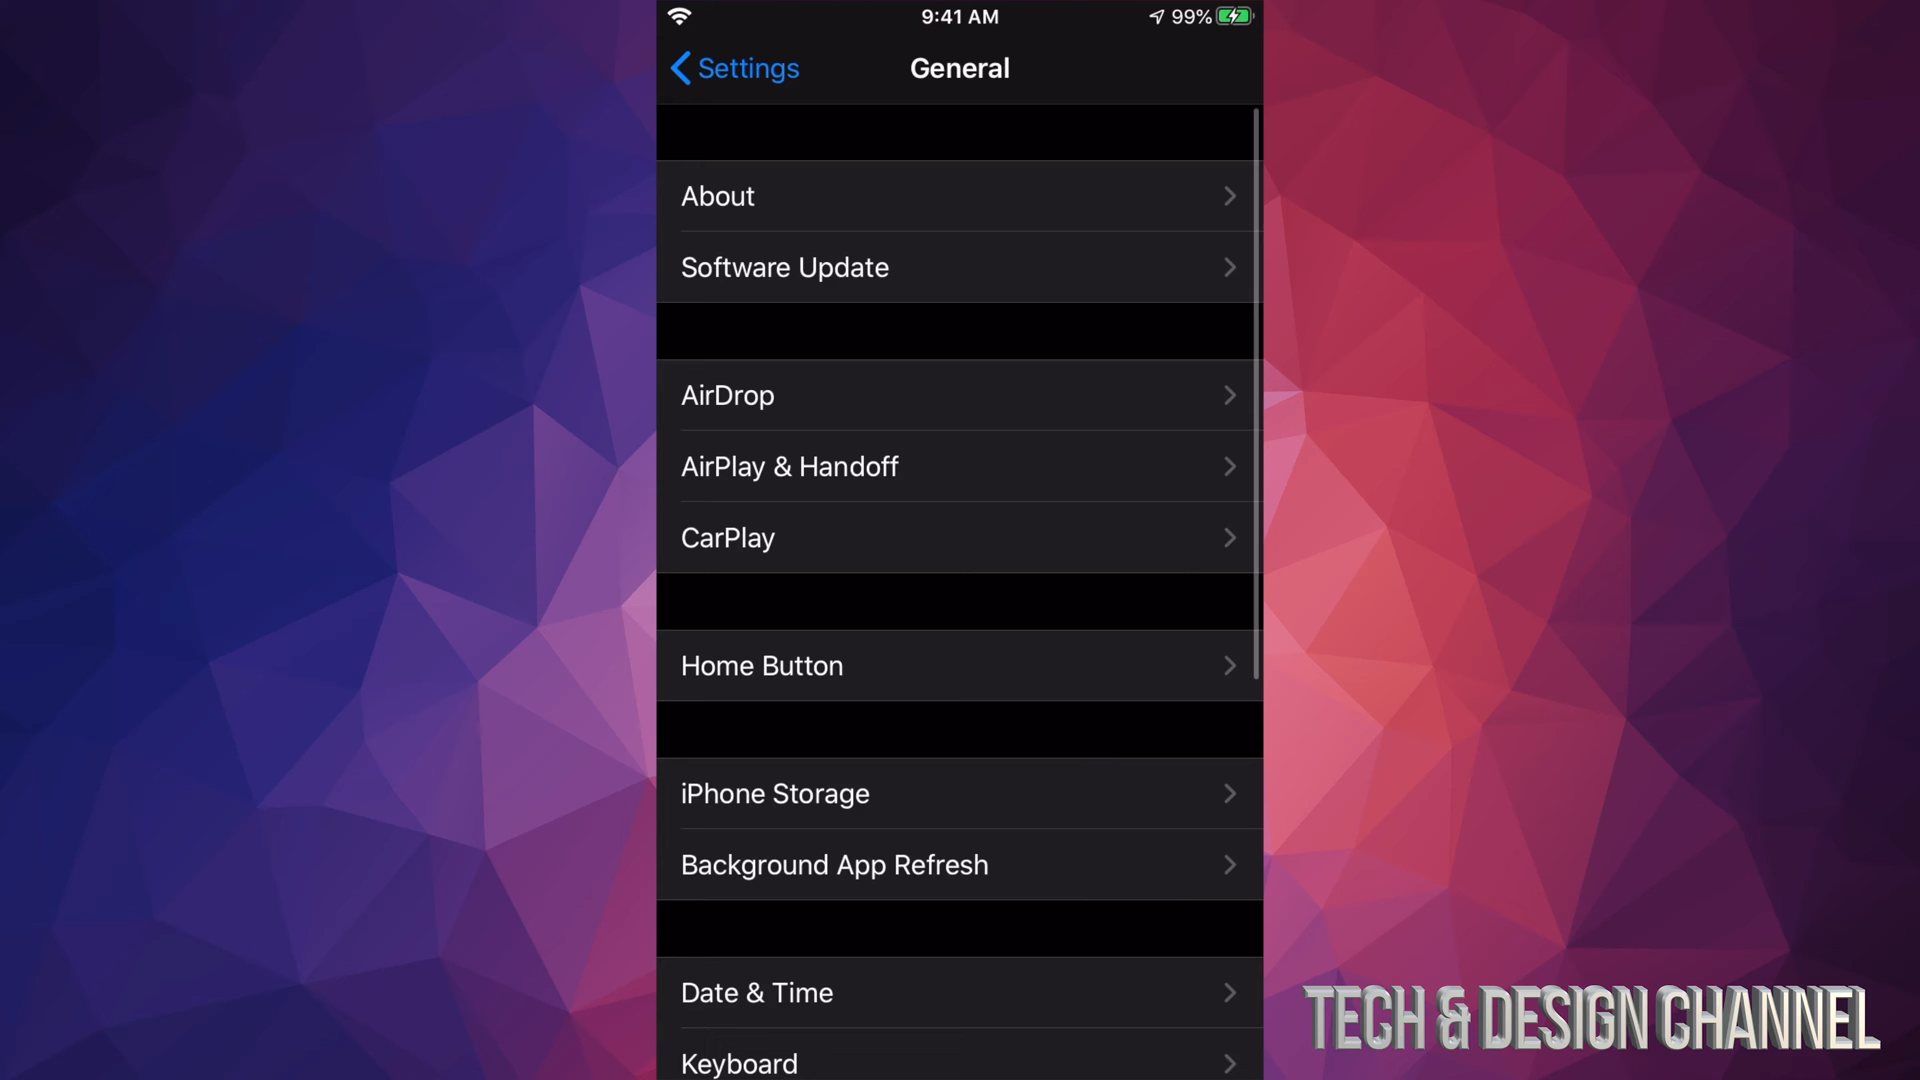 9:41 AM
99%
Settings
General
About
Software Update
AirDrop
AirPlay & Handoff
CarPlay
Home Button
iPhone Storage
Background App Refresh
Date & Time
Keyboard
TECH & DESIGN CHANNEL